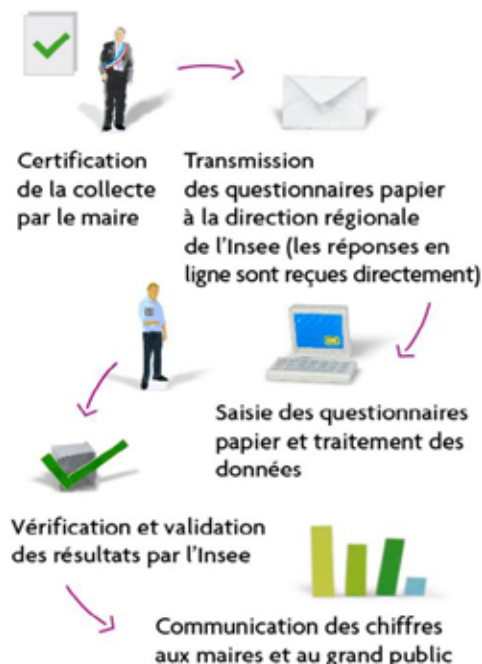 Certification
de la collecte
par le maire
Transmission
des questionnaires papier
à la direction régionale
de l'Insee (les réponses en
ligne sont reçues directement)
Saisie des questionnaires
papier et traitement des
données
Vérification et validation
des résultats par l'Insee
Communication des chiffres
aux maires et au grand public